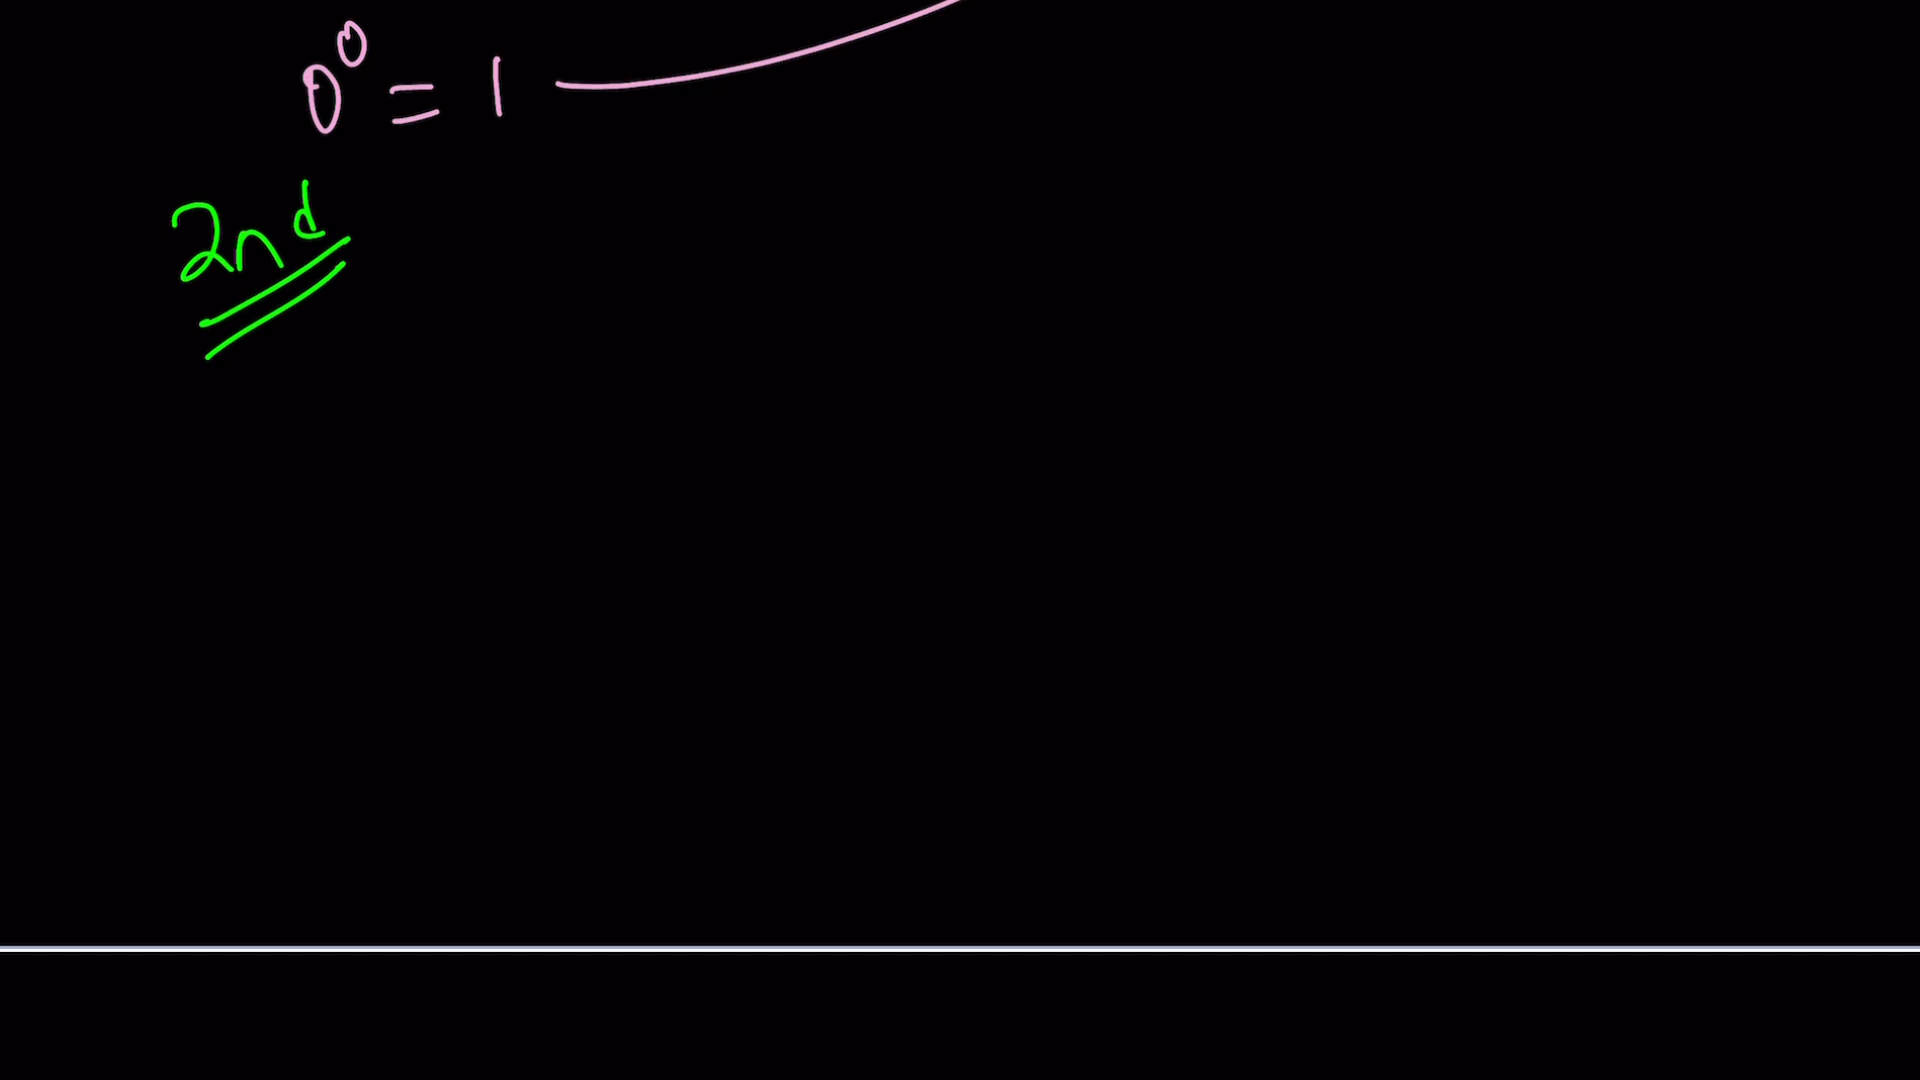 0⁰ = 1
2nd